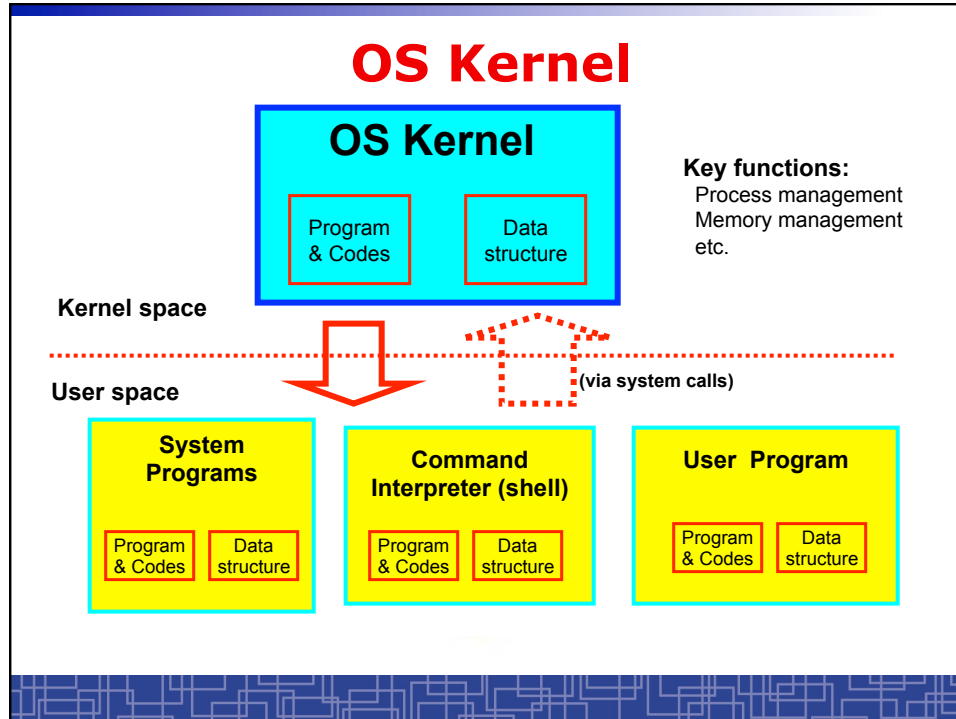 OS Kernel
OS Kernel
Program
& Codes
Data
structure
Key functions:
Process management
Memory management
etc.
Kernel space
(via system calls)
User space
System
Programs
Program
& Codes
Data
structure
Command
Interpreter (shell)
Program
& Codes
Data
structure
User Program
Program
& Codes
Data
structure